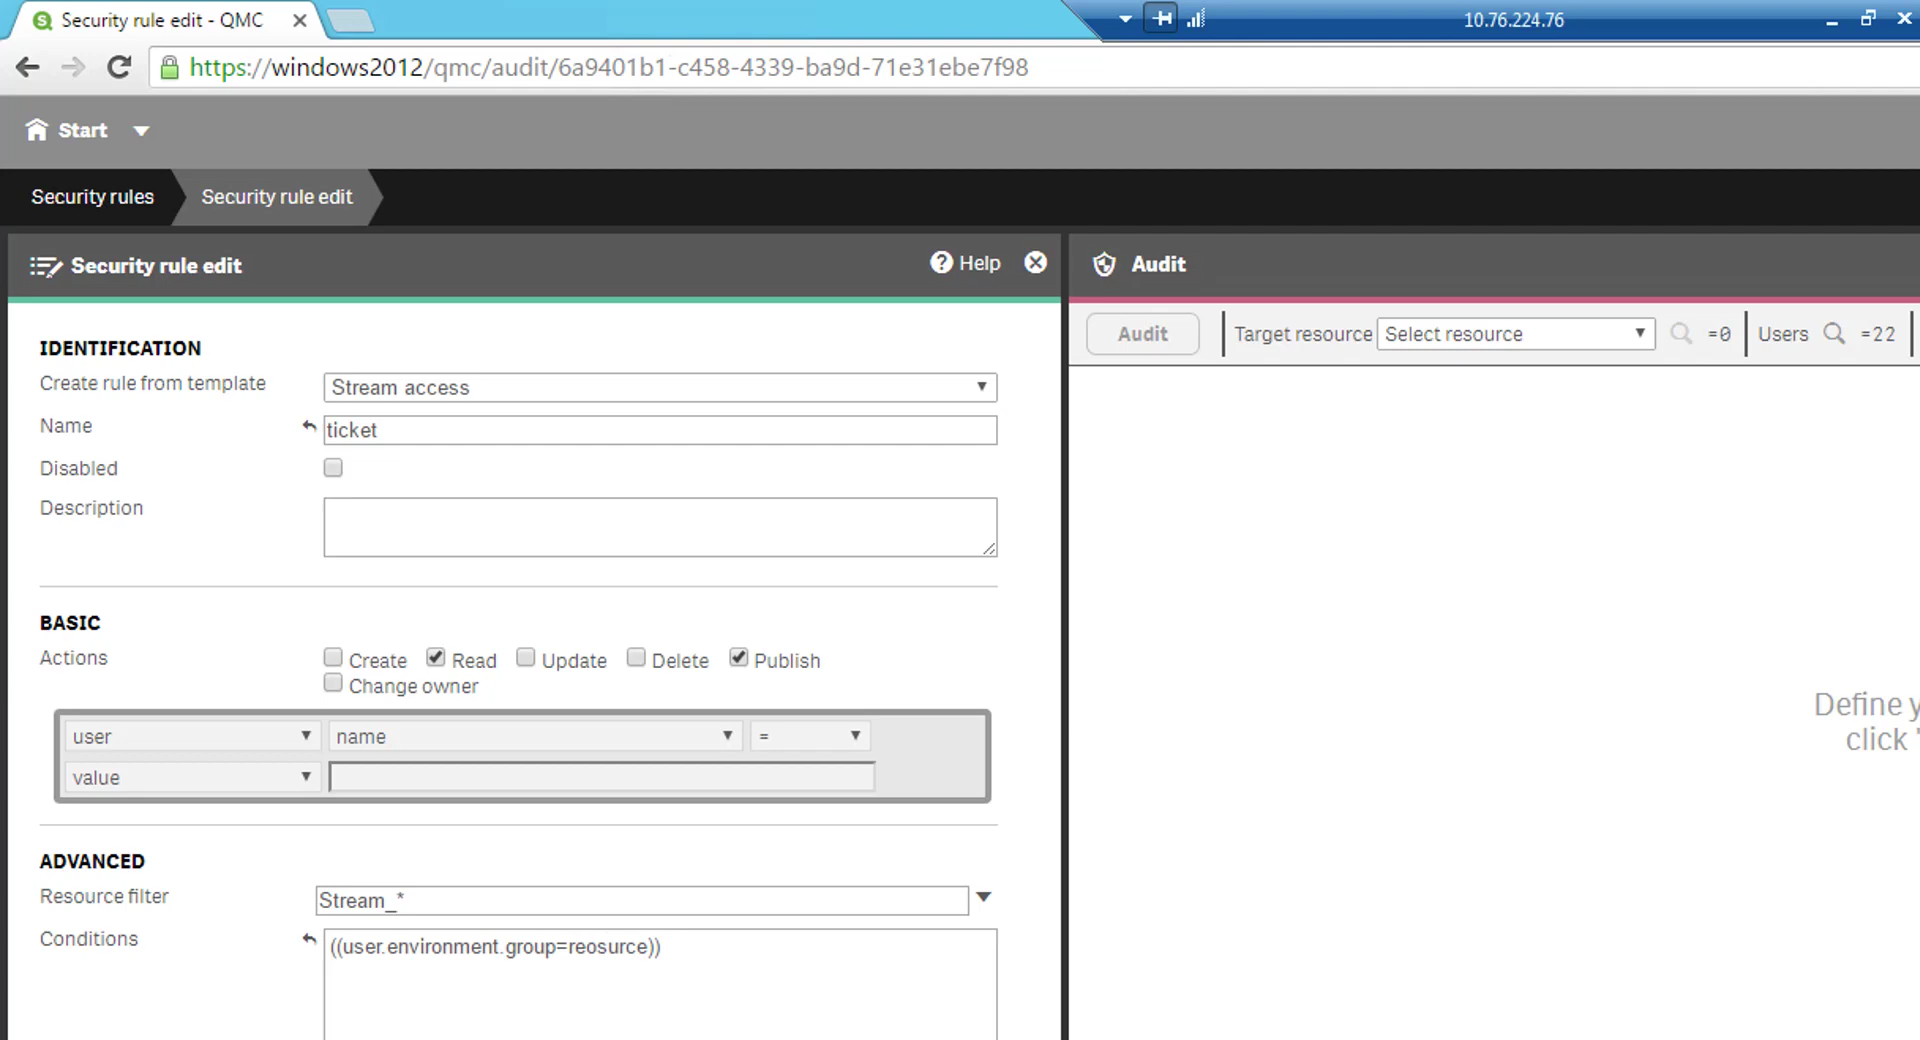 Security rule edit - QMC
10.76.224.76
https://windows2012/qmc/audit/6a9401b1-c458-4339-ba9d-71e31ebe7f98
Start
Security rules
Security rule edit
Security rule edit
Help
IDENTIFICATION
Create rule from template
Stream access
Name
ticket
Disabled
Description
BASIC
Actions
Create Read Update Delete Publish
Change owner
user name =
value
ADVANCED
Resource filter
Stream_*
Conditions
((user.environment.group=reosurce))
Audit
Audit Target resource Select resource =0 Users =22
Define y
click '